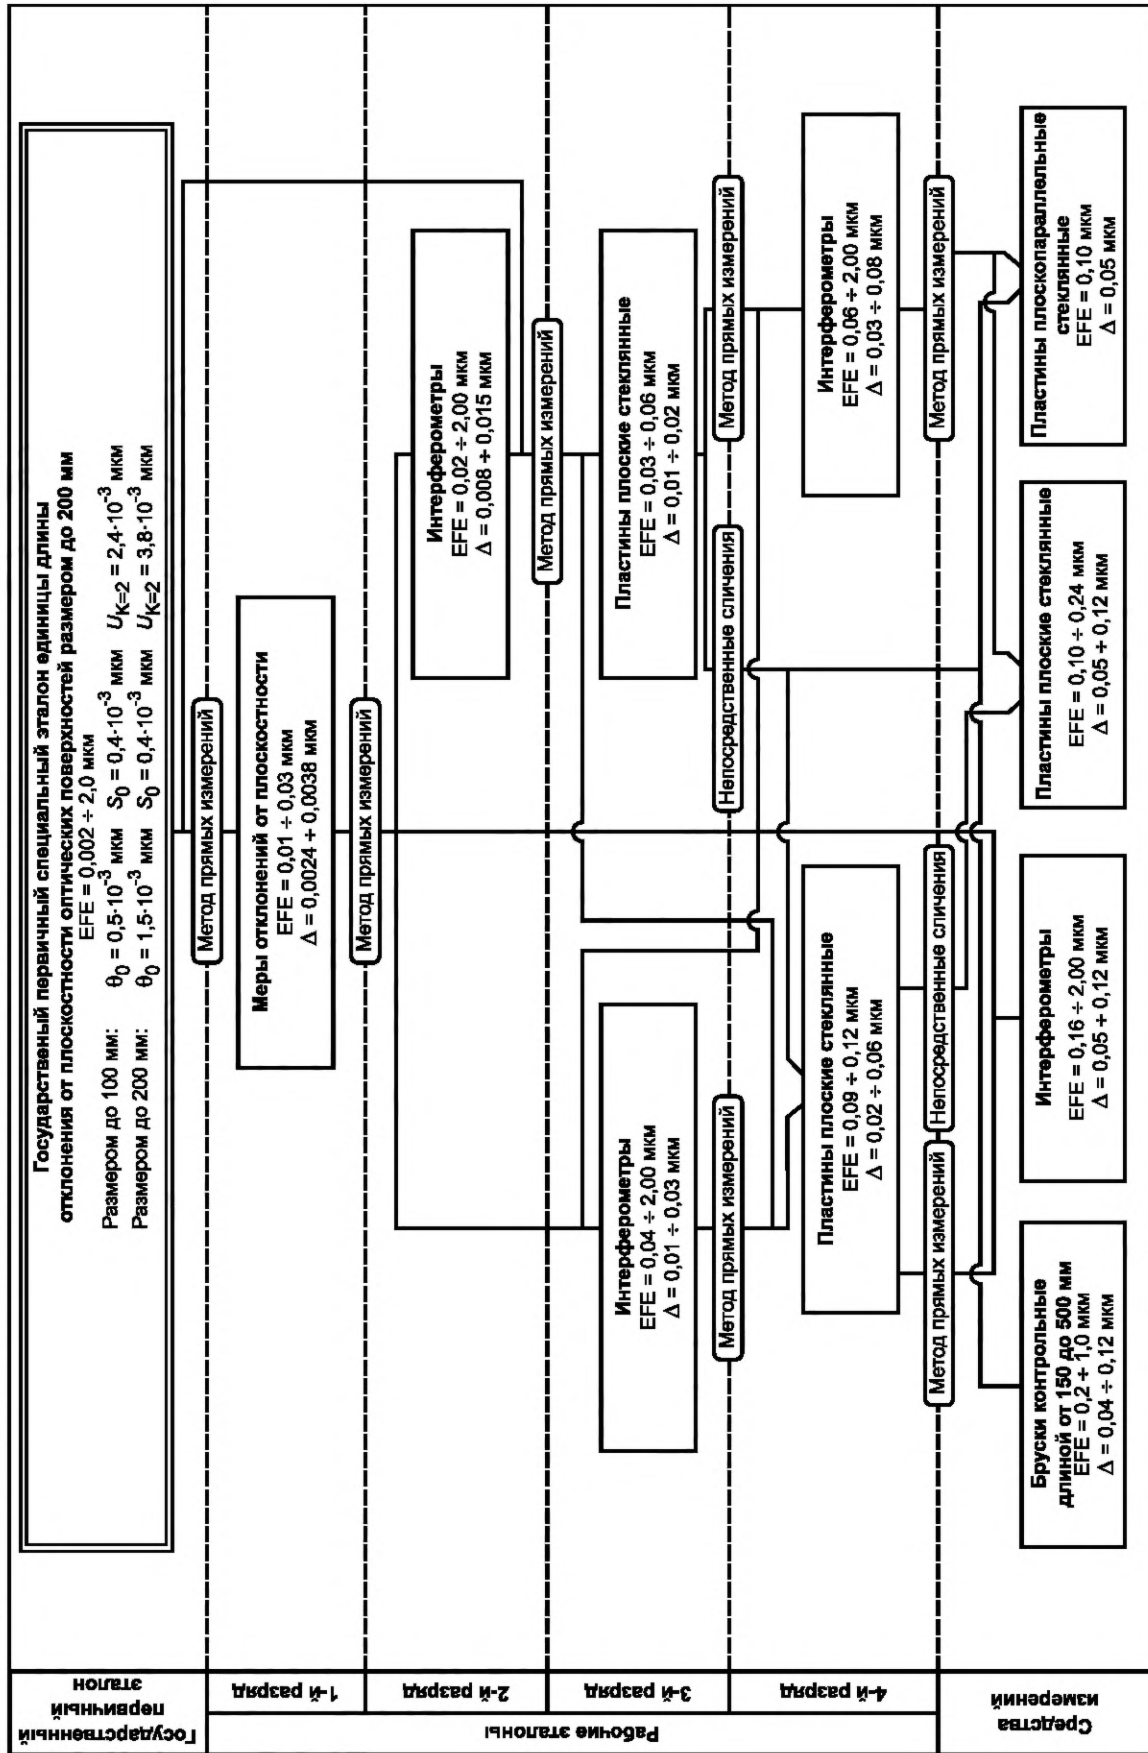 Государственный
первичный
эталон
Государственный первичный специальный эталон единицы длины
отклонения от плоскостности оптических поверхностей размером до 200 мм
EFE = 0,002 ÷ 2,0 мкм
Размером до 100 мм: θ0 = 0,5·10⁻³ мкм S0 = 0,4·10⁻³ мкм UK=2 = 2,4·10⁻³ мкм
Размером до 200 мм: θ0 = 1,5·10⁻³ мкм S0 = 0,4·10⁻³ мкм UK=2 = 3,8·10⁻³ мкм
Метод прямых измерений
Рабочие эталоны
1-й разряд
Меры отклонений от плоскостности
EFE = 0,01 ÷ 0,03 мкм
Δ = 0,0024 ÷ 0,0038 мкм
Метод прямых измерений
2-й разряд
Интерферометры
EFE = 0,02 ÷ 2,00 мкм
Δ = 0,008 ÷ 0,015 мкм
Метод прямых измерений
3-й разряд
Интерферометры
EFE = 0,04 ÷ 2,00 мкм
Δ = 0,01 ÷ 0,03 мкм
Пластины плоские стеклянные
EFE = 0,03 ÷ 0,06 мкм
Δ = 0,01 ÷ 0,02 мкм
Метод прямых измерений
Непосредственные сличения
Метод прямых измерений
4-й разряд
Пластины плоские стеклянные
EFE = 0,09 ÷ 0,12 мкм
Δ = 0,02 ÷ 0,06 мкм
Интерферометры
EFE = 0,06 ÷ 2,00 мкм
Δ = 0,03 ÷ 0,08 мкм
Метод прямых измерений
Непосредственные сличения
Метод прямых измерений
Средства
измерений
Бруски контрольные
длиной от 150 до 500 мм
EFE = 0,2 ÷ 1,0 мкм
Δ = 0,04 ÷ 0,12 мкм
Интерферометры
EFE = 0,16 ÷ 2,00 мкм
Δ = 0,05 ÷ 0,12 мкм
Пластины плоские стеклянные
EFE = 0,10 ÷ 0,24 мкм
Δ = 0,05 ÷ 0,12 мкм
Пластины плоскопараллельные
стеклянные
EFE = 0,10 мкм
Δ = 0,05 мкм